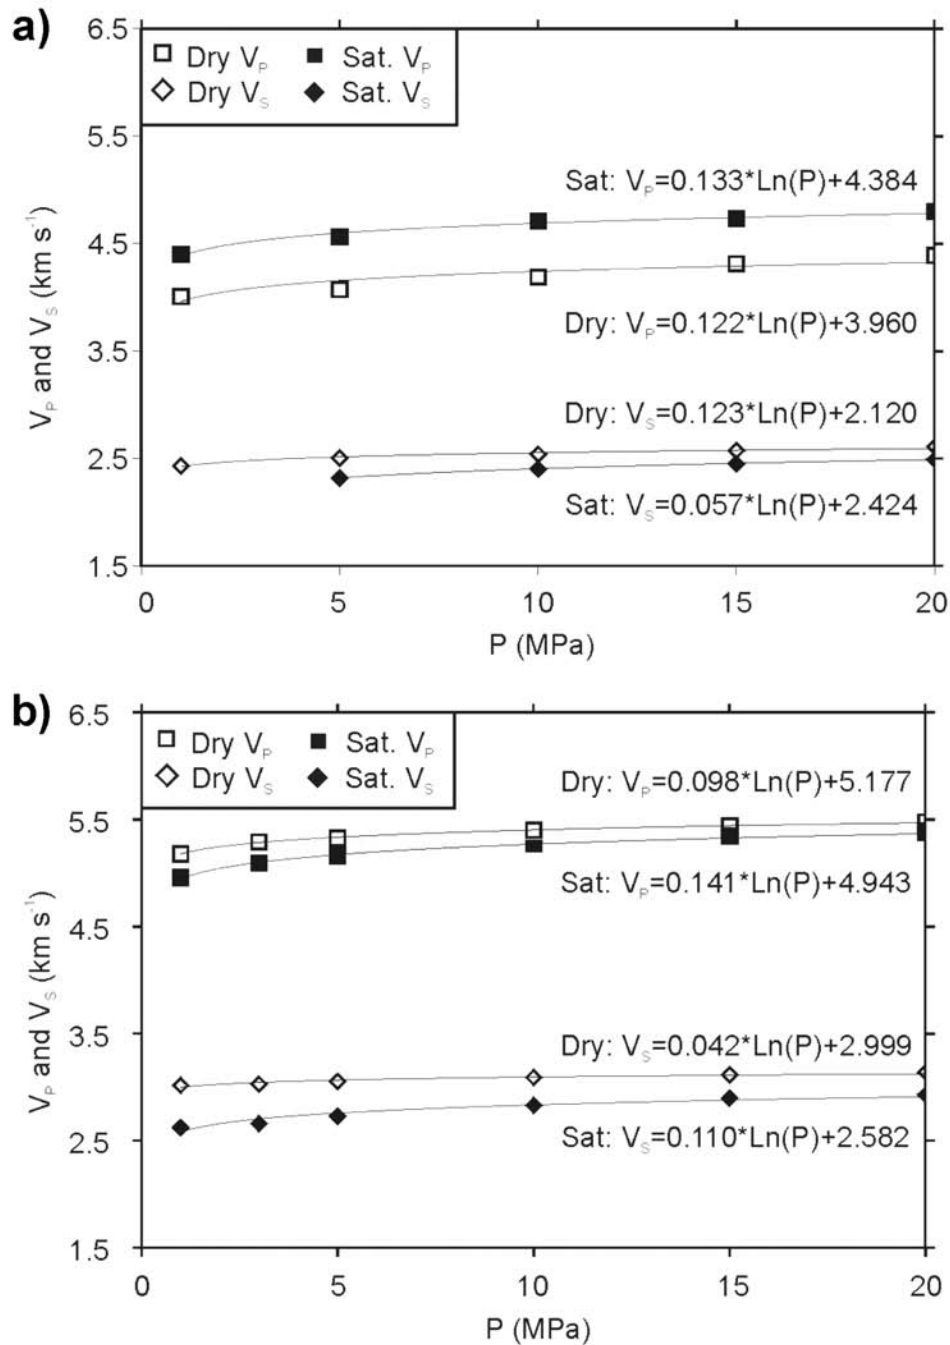 a)
6.5
Dry V_P Sat. V_P
Dry V_S Sat. V_S
5.5
Sat: V_P=0.133*Ln(P)+4.384
4.5
Dry: V_P=0.122*Ln(P)+3.960
3.5
Dry: V_S=0.123*Ln(P)+2.120
2.5
Sat: V_S=0.057*Ln(P)+2.424
1.5
V_P and V_S (km s^-1)
0 5 10 15 20
P (MPa)
b)
6.5
Dry V_P Sat. V_P
Dry V_S Sat. V_S
Dry: V_P=0.098*Ln(P)+5.177
5.5
Sat: V_P=0.141*Ln(P)+4.943
4.5
3.5
Dry: V_S=0.042*Ln(P)+2.999
2.5
Sat: V_S=0.110*Ln(P)+2.582
1.5
V_P and V_S (km s^-1)
0 5 10 15 20
P (MPa)